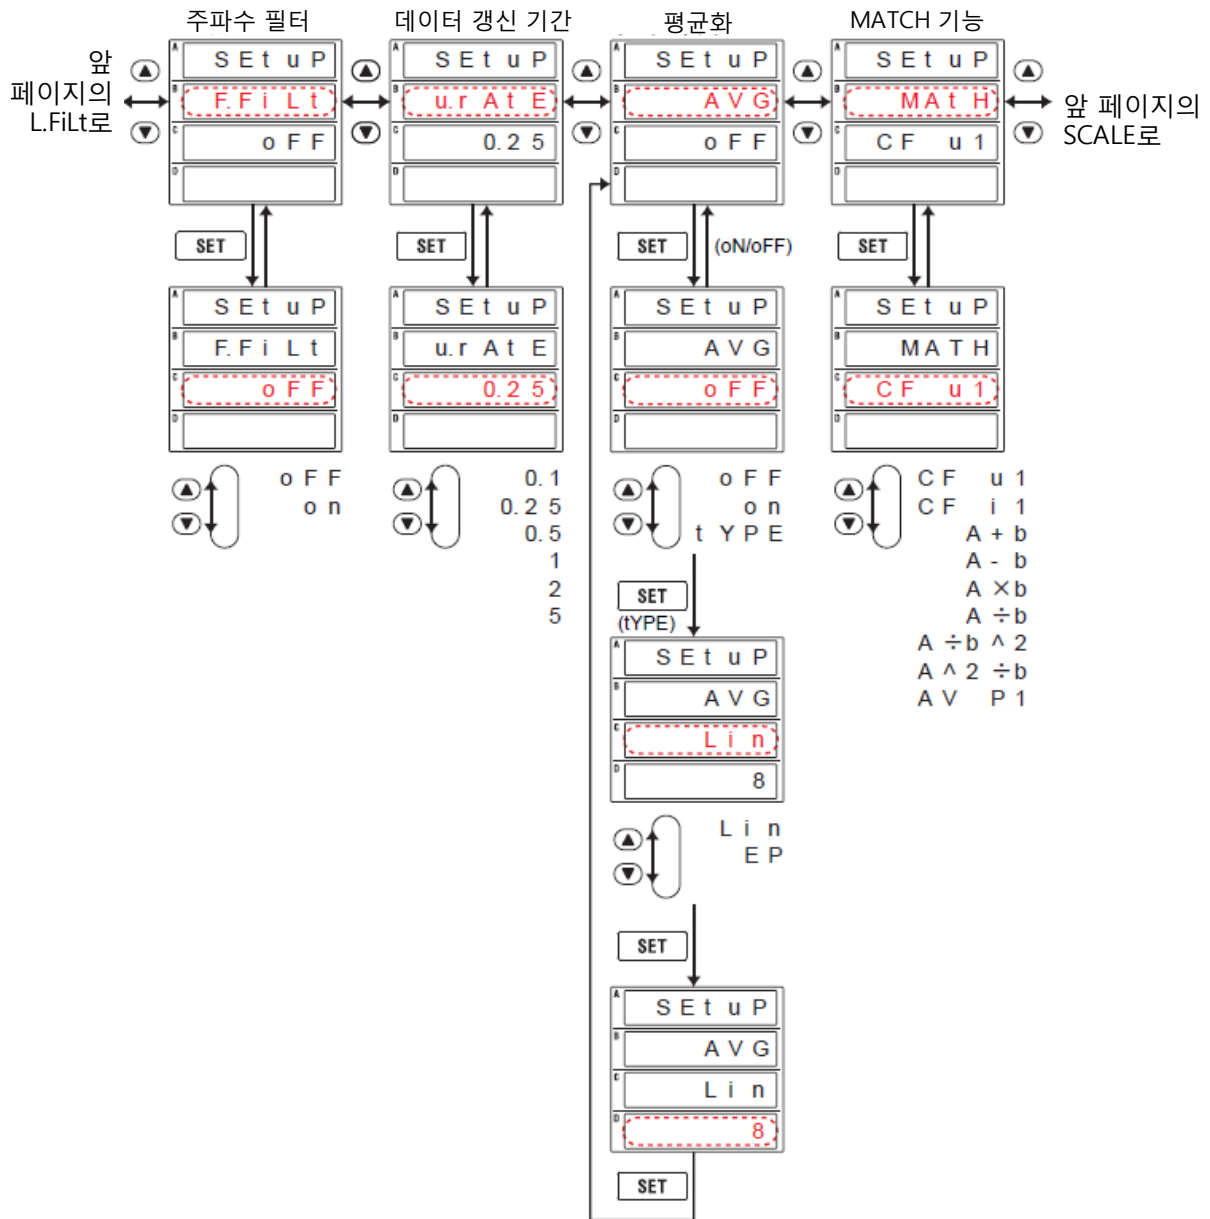 주파수 필터
데이터 갱신 기간
평균화
MATCH 기능
앞
페이지의
L.FiLt로
A SEtuP
B F.FiLt
C oFF
D
A SEtuP
B u.rAtE
C 0.25
D
A SEtuP
B AVG
C oFF
D
A SEtuP
B MAtH
C CF u1
D
앞 페이지의
SCALE로
SET
SET
SET
(oN/oFF)
SET
A SEtuP
B F.FiLt
C oFF
D
A SEtuP
B u.rAtE
C 0.25
D
A SEtuP
B AVG
C oFF
D
A SEtuP
B MATH
C CF u1
D
oFF
on
0.1
0.25
0.5
1
2
5
oFF
on
tYPE
CF u1
CF i1
A+b
A-b
A×b
A÷b
A÷b^2
A^2÷b
AV P1
SET
(tYPE)
A SEtuP
B AVG
C Lin
D 8
Lin
EP
SET
A SEtuP
B AVG
C Lin
D 8
SET